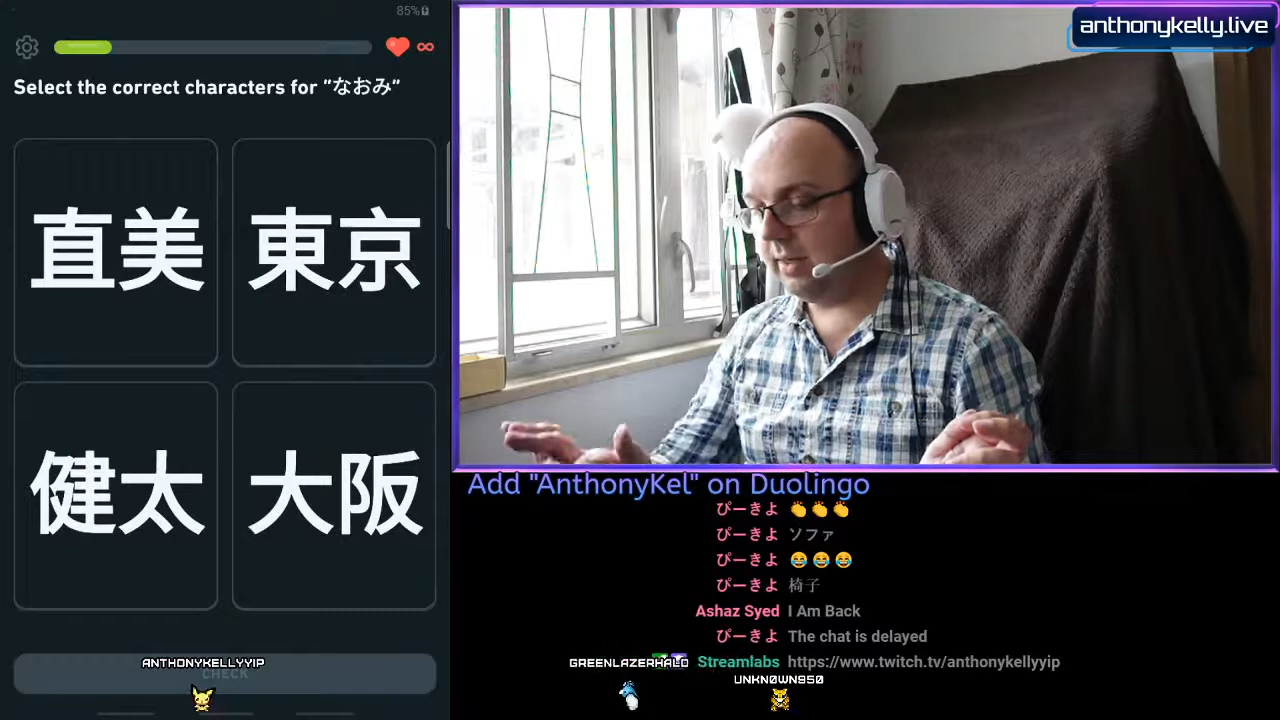 85%
anthonykelly.live
Select the correct characters for "なおみ"
直美
東京
健太
大阪
CHECK
ANTHONYKELLYYIP
Add "AnthonyKel" on Duolingo
ぴーきよ 👏👏👏
ぴーきよ ソファ
ぴーきよ 😂😂😂
ぴーきよ 椅子
Ashaz Syed I Am Back
ぴーきよ The chat is delayed
Streamlabs https://www.twitch.tv/anthonykellyyip
GREENLAZERHALO
UNKN0WN950